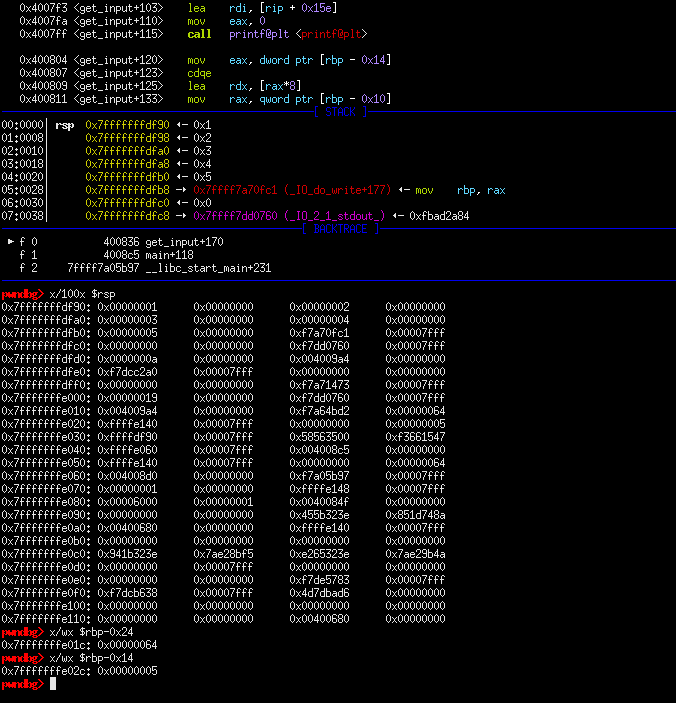 0x4007f3 <get_input+103> lea rdi, [rip + 0x15e]
0x4007fa <get_input+110> mov eax, 0
0x4007ff <get_input+115> call printf@plt <printf@plt>
0x400804 <get_input+120> mov eax, dword ptr [rbp - 0x14]
0x400807 <get_input+123> cdqe
0x400809 <get_input+125> lea rdx, [rax*8]
0x400811 <get_input+133> mov rax, qword ptr [rbp - 0x10]
[ STACK ]
00:0000│ rsp 0x7fffffffdf90 ◂— 0x1
01:0008│ 0x7fffffffdf98 ◂— 0x2
02:0010│ 0x7fffffffdfa0 ◂— 0x3
03:0018│ 0x7fffffffdfa8 ◂— 0x4
04:0020│ 0x7fffffffdfb0 ◂— 0x5
05:0028│ 0x7fffffffdfb8 —▸ 0x7ffff7a70fc1 (_IO_do_write+177) ◂— mov rbp, rax
06:0030│ 0x7fffffffdfc0 ◂— 0x0
07:0038│ 0x7fffffffdfc8 —▸ 0x7ffff7dd0760 (_IO_2_1_stdout_) ◂— 0xfbad2a84
[ BACKTRACE ]
► f 0 400836 get_input+170
f 1 4008c5 main+118
f 2 7ffff7a05b97 __libc_start_main+231
pwndbg> x/100x $rsp
0x7fffffffdf90: 0x00000001 0x00000000 0x00000002 0x00000000
0x7fffffffdfa0: 0x00000003 0x00000000 0x00000004 0x00000000
0x7fffffffdfb0: 0x00000005 0x00000000 0xf7a70fc1 0x00007fff
0x7fffffffdfc0: 0x00000000 0x00000000 0xf7dd0760 0x00007fff
0x7fffffffdfd0: 0x0000000a 0x00000000 0x004009a4 0x00000000
0x7fffffffdfe0: 0xf7dcc2a0 0x00007fff 0x00000000 0x00000000
0x7fffffffdff0: 0x00000000 0x00000000 0xf7a71473 0x00007fff
0x7fffffffe000: 0x00000019 0x00000000 0xf7dd0760 0x00007fff
0x7fffffffe010: 0x004009a4 0x00000000 0xf7a64bd2 0x00000064
0x7fffffffe020: 0xffffe140 0x00007fff 0x00000000 0x00000005
0x7fffffffe030: 0xffffdf90 0x00007fff 0x58563500 0xf3661547
0x7fffffffe040: 0xffffe060 0x00007fff 0x004008c5 0x00000000
0x7fffffffe050: 0xffffe140 0x00007fff 0x00000000 0x00000064
0x7fffffffe060: 0x004008d0 0x00000000 0xf7a05b97 0x00007fff
0x7fffffffe070: 0x00000001 0x00000000 0xffffe148 0x00007fff
0x7fffffffe080: 0x00006000 0x00000001 0x0040084f 0x00000000
0x7fffffffe090: 0x00000000 0x00000000 0x455b323e 0x851d748a
0x7fffffffe0a0: 0x00400680 0x00000000 0xffffe140 0x00007fff
0x7fffffffe0b0: 0x00000000 0x00000000 0x00000000 0x00000000
0x7fffffffe0c0: 0x941b323e 0x7ae28bf5 0xe265323e 0x7ae29b4a
0x7fffffffe0d0: 0x00000000 0x00007fff 0x00000000 0x00000000
0x7fffffffe0e0: 0x00000000 0x00000000 0xf7de5783 0x00007fff
0x7fffffffe0f0: 0xf7dcb638 0x00007fff 0x4d7dbad6 0x00000000
0x7fffffffe100: 0x00000000 0x00000000 0x00000000 0x00000000
0x7fffffffe110: 0x00000000 0x00000000 0x00400680 0x00000000
pwndbg> x/wx $rbp-0x24
0x7fffffffe01c: 0x00000064
pwndbg> x/wx $rbp-0x14
0x7fffffffe02c: 0x00000005
pwndbg>